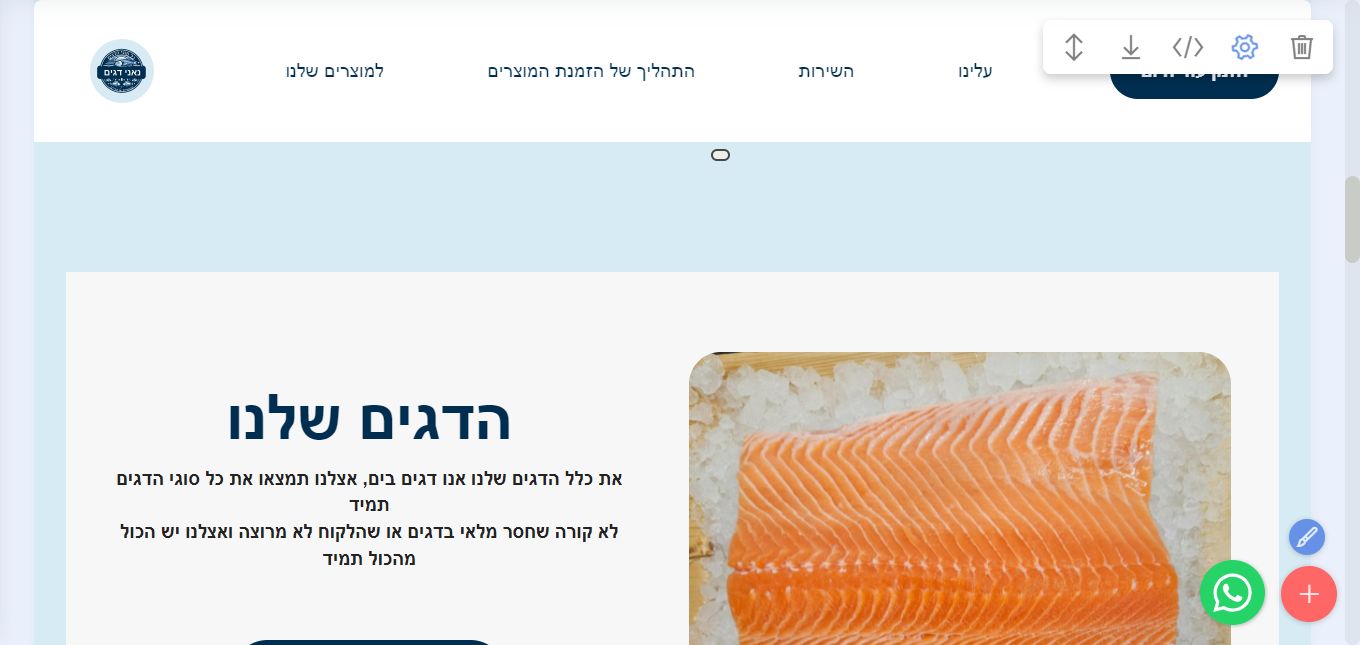 נאני דגים
למוצרים שלנו
התהליך של הזמנת המוצרים
השירות
עלינו
הדגים שלנו
את כלל הדגים שלנו אנו דגים בים, אצלנו תמצאו את כל סוגי הדגים
תמיד
לא קורה שחסר מלאי בדגים או שהלקוח לא מרוצה ואצלנו יש הכול
מהכול תמיד